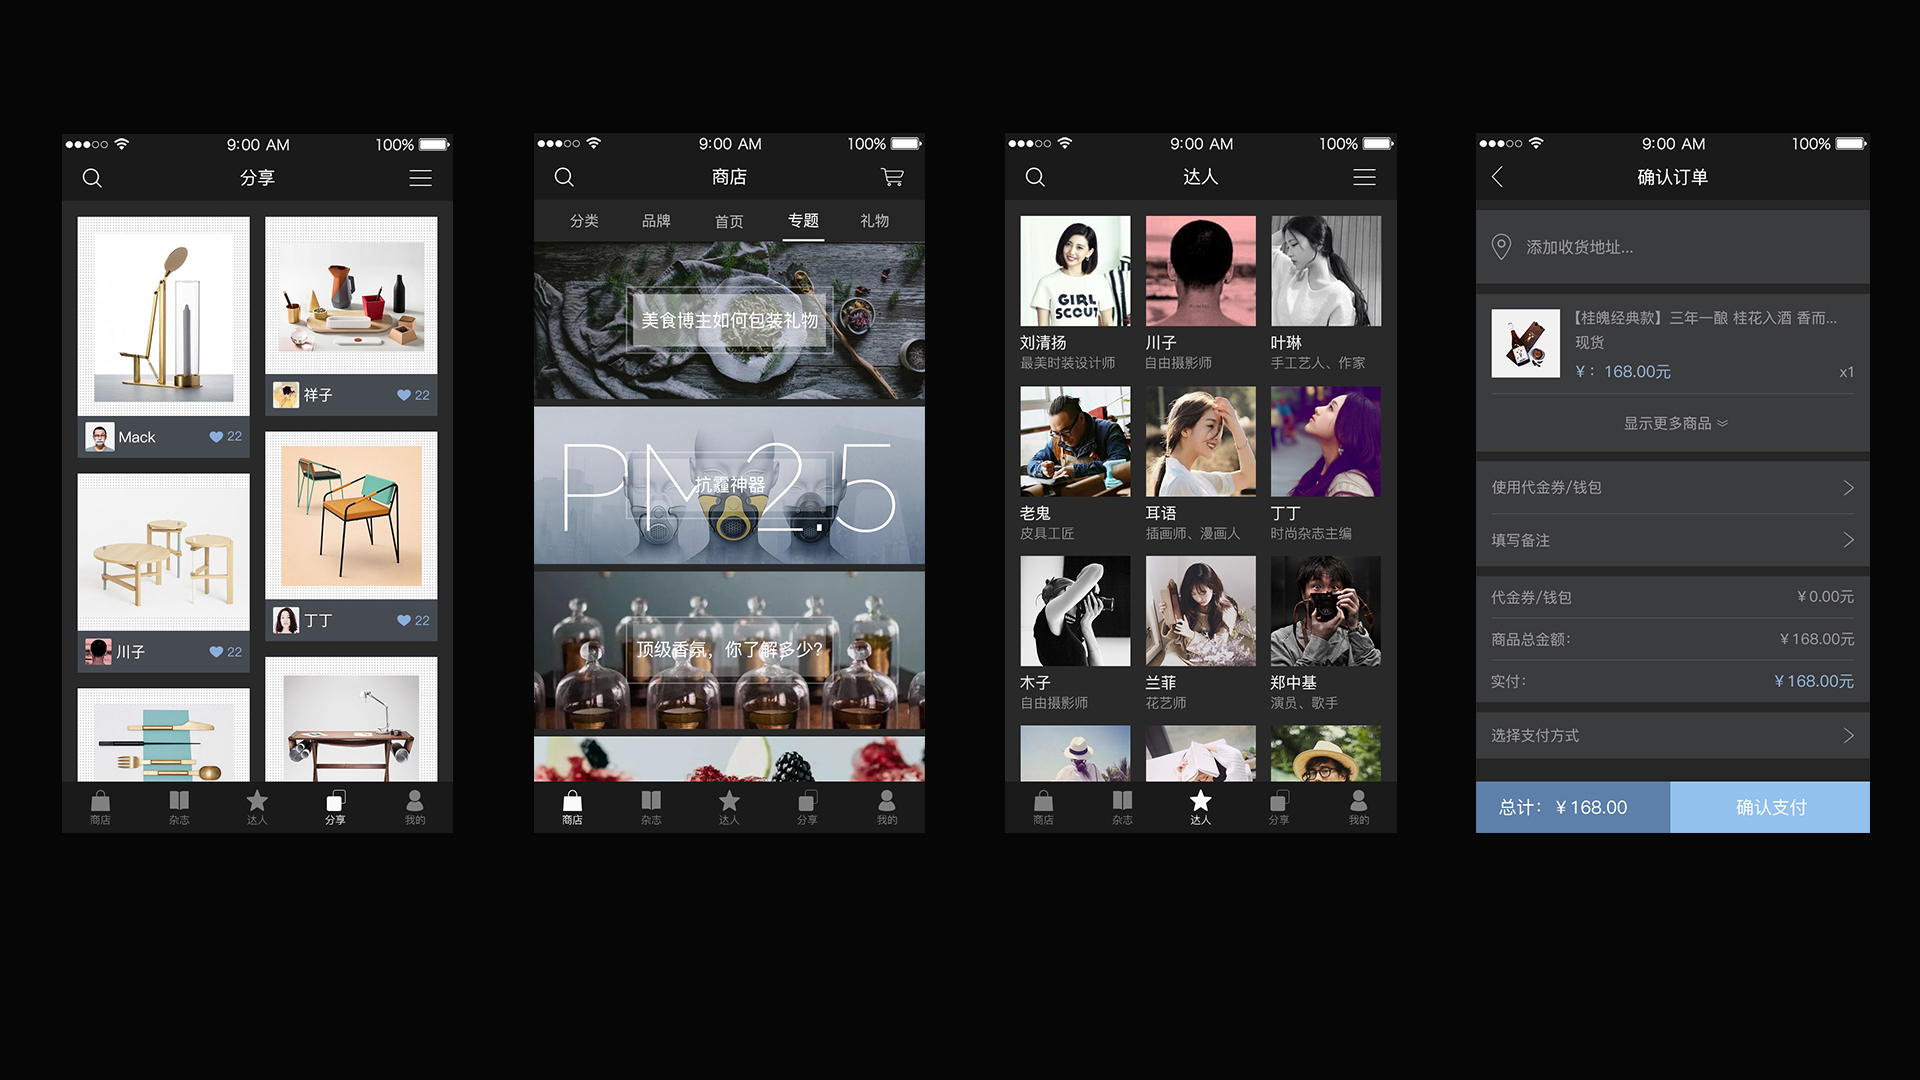 9:00 AM
100%
分享
Mack
22
祥子
22
川子
22
丁丁
22
商店
杂志
达人
分享
我的
9:00 AM
100%
商店
分类
品牌
首页
专题
礼物
美食博主如何包装礼物
PM2.5
抗霾神器
顶级香氛，你了解多少?
商店
杂志
达人
分享
我的
9:00 AM
100%
达人
GIRL
SCOUT
刘清扬
最美时装设计师
川子
自由摄影师
叶琳
手工艺人、作家
老鬼
皮具工匠
耳语
插画师、漫画人
丁丁
时尚杂志主编
木子
自由摄影师
兰菲
花艺师
郑中基
演员、歌手
商店
杂志
达人
分享
我的
9:00 AM
100%
确认订单
添加收货地址...
【桂魄经典款】三年一酿 桂花入酒 香而...
现货
¥ : 168.00元
x1
显示更多商品
使用代金券/钱包
填写备注
代金券/钱包
¥0.00元
商品总金额:
¥168.00元
实付:
¥168.00元
选择支付方式
总计: ¥168.00
确认支付